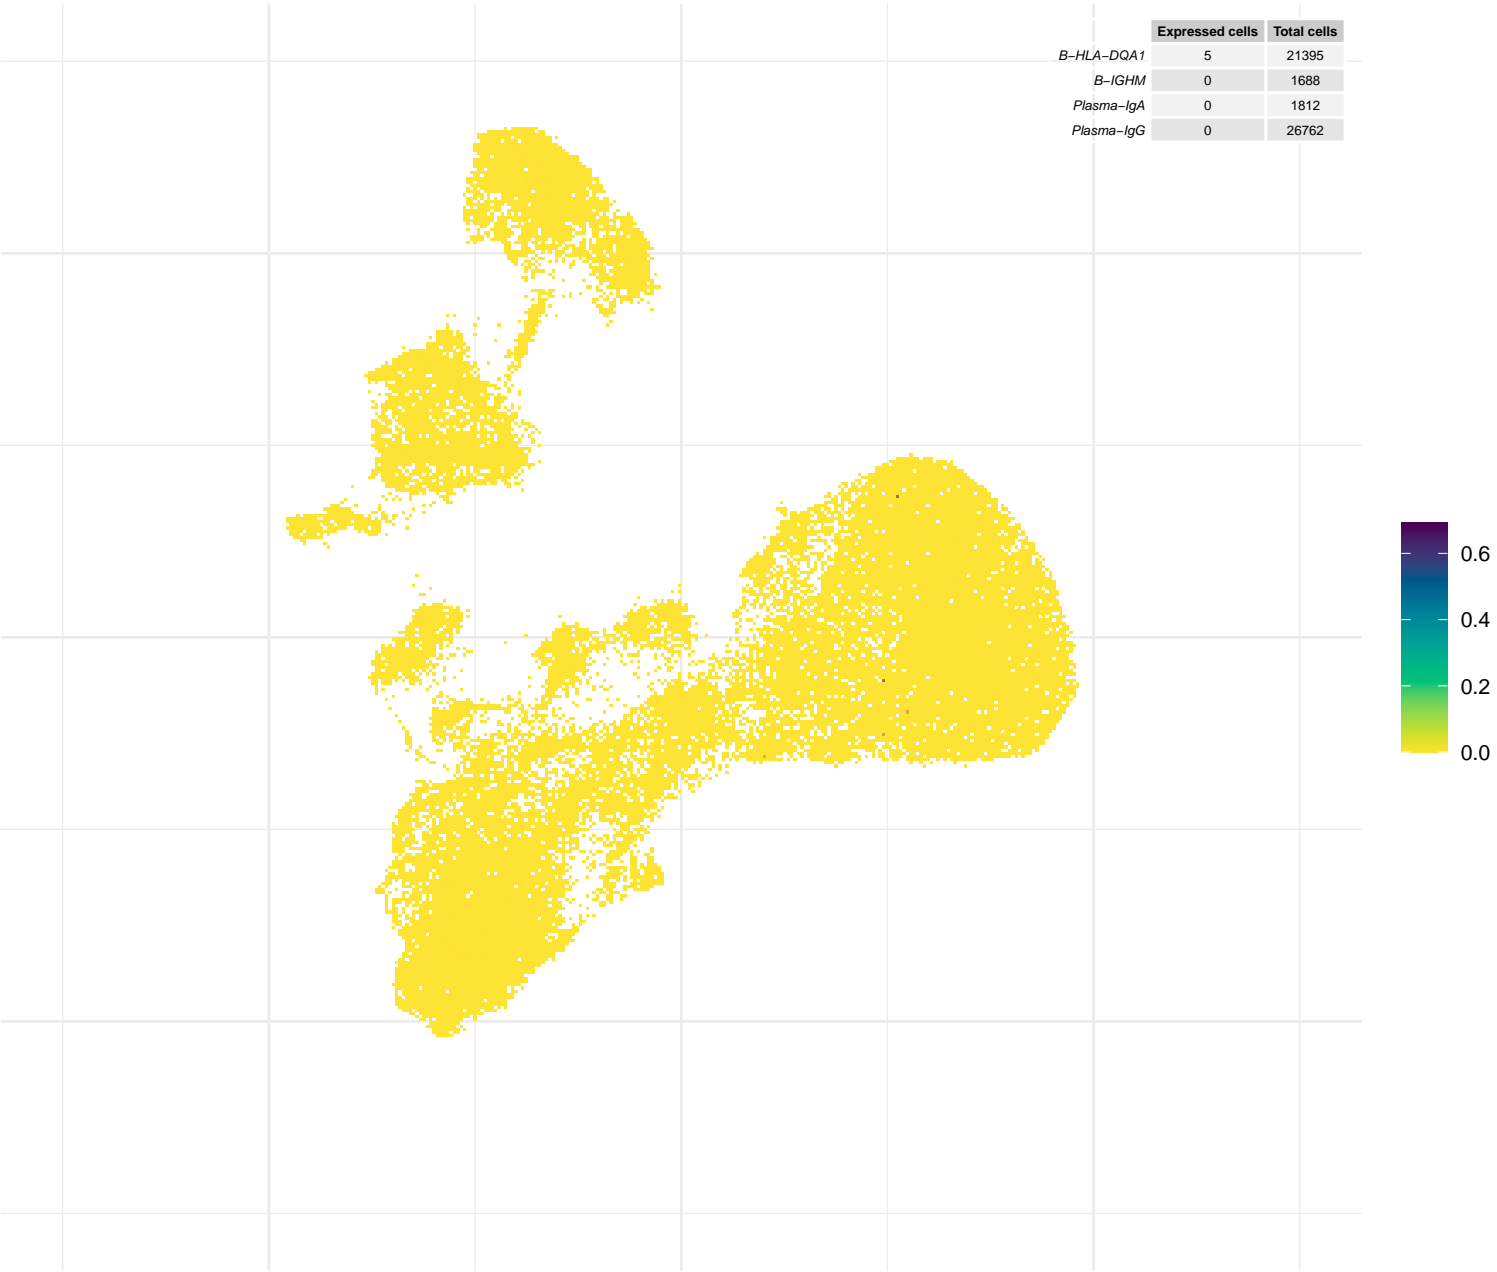 Expressed cells Total cells
B−HLA−DQA1 5 21395
B−IGHM 0 1688
Plasma−IgA 0 1812
Plasma−IgG 0 26762
0.6
0.4
0.2
0.0